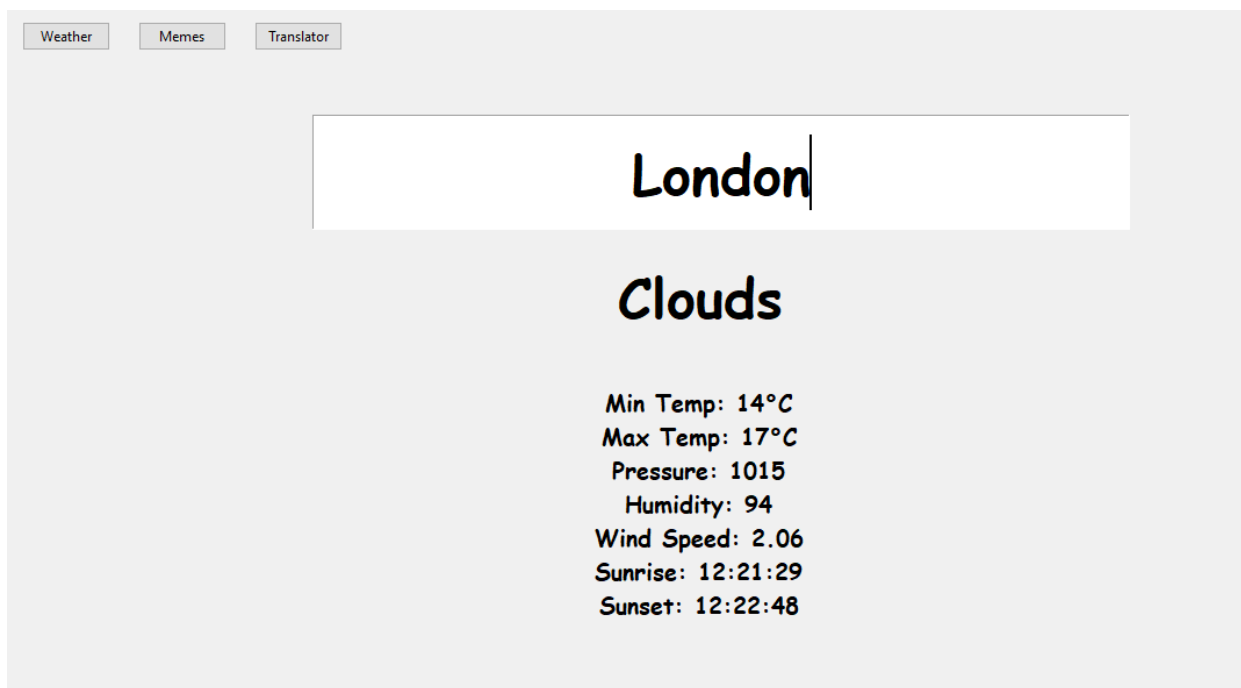 Weather Memes Translator
London
Clouds
Min Temp: 14°C
Max Temp: 17°C
Pressure: 1015
Humidity: 94
Wind Speed: 2.06
Sunrise: 12:21:29
Sunset: 12:22:48